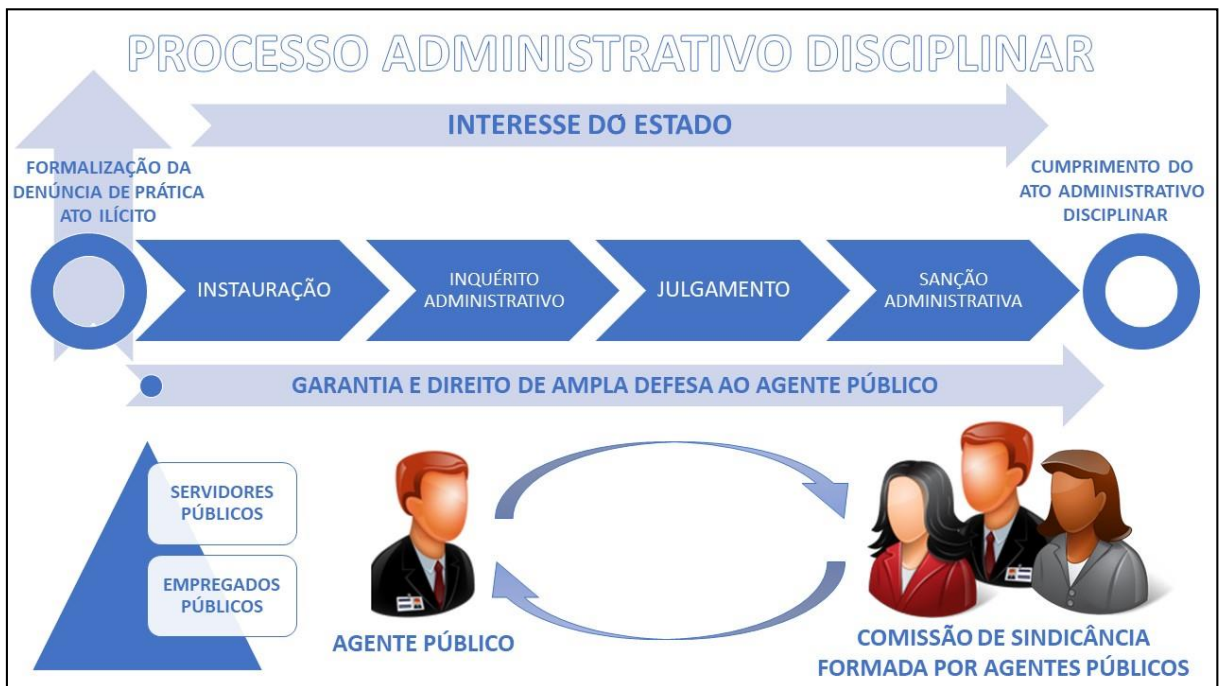 PROCESSO ADMINISTRATIVO DISCIPLINAR
INTERESSE DO ESTADO
FORMALIZAÇÃO DA
DENÚNCIA DE PRÁTICA
ATO ILÍCITO
CUMPRIMENTO DO
ATO ADMINISTRATIVO
DISCIPLINAR
INSTAURAÇÃO
INQUÉRITO
ADMINISTRATIVO
JULGAMENTO
SANÇÃO
ADMINISTRATIVA
GARANTIA E DIREITO DE AMPLA DEFESA AO AGENTE PÚBLICO
SERVIDORES
PÚBLICOS
EMPREGADOS
PÚBLICOS
AGENTE PÚBLICO
COMISSÃO DE SINDICÂNCIA
FORMADA POR AGENTES PÚBLICOS